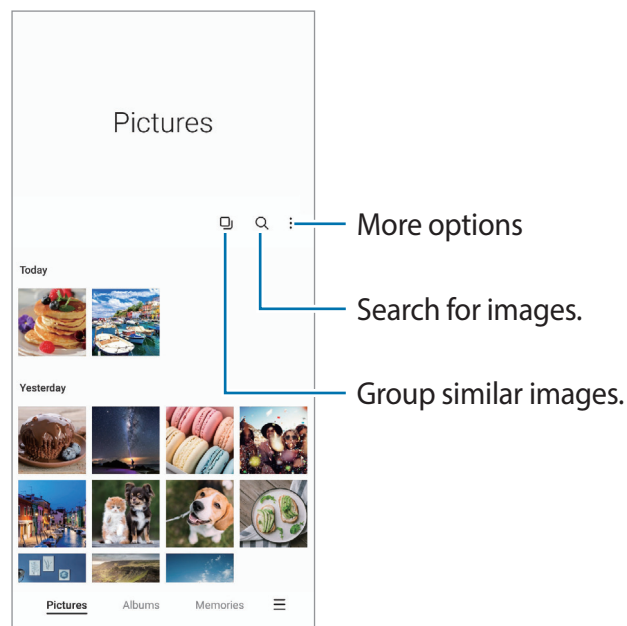 Pictures
More options
Today
Search for images.
Yesterday
Group similar images.
Pictures Albums Memories